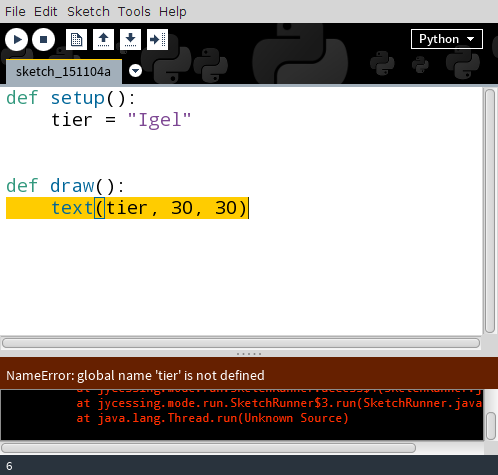 File Edit Sketch Tools Help
Python
sketch_151104a
def setup():
    tier = "Igel"
def draw():
    text(tier, 30, 30)
NameError: global name 'tier' is not defined
at jycessing.mode.run.SketchRunner$3.run(SketchRunner.java
at java.lang.Thread.run(Unknown Source)
6